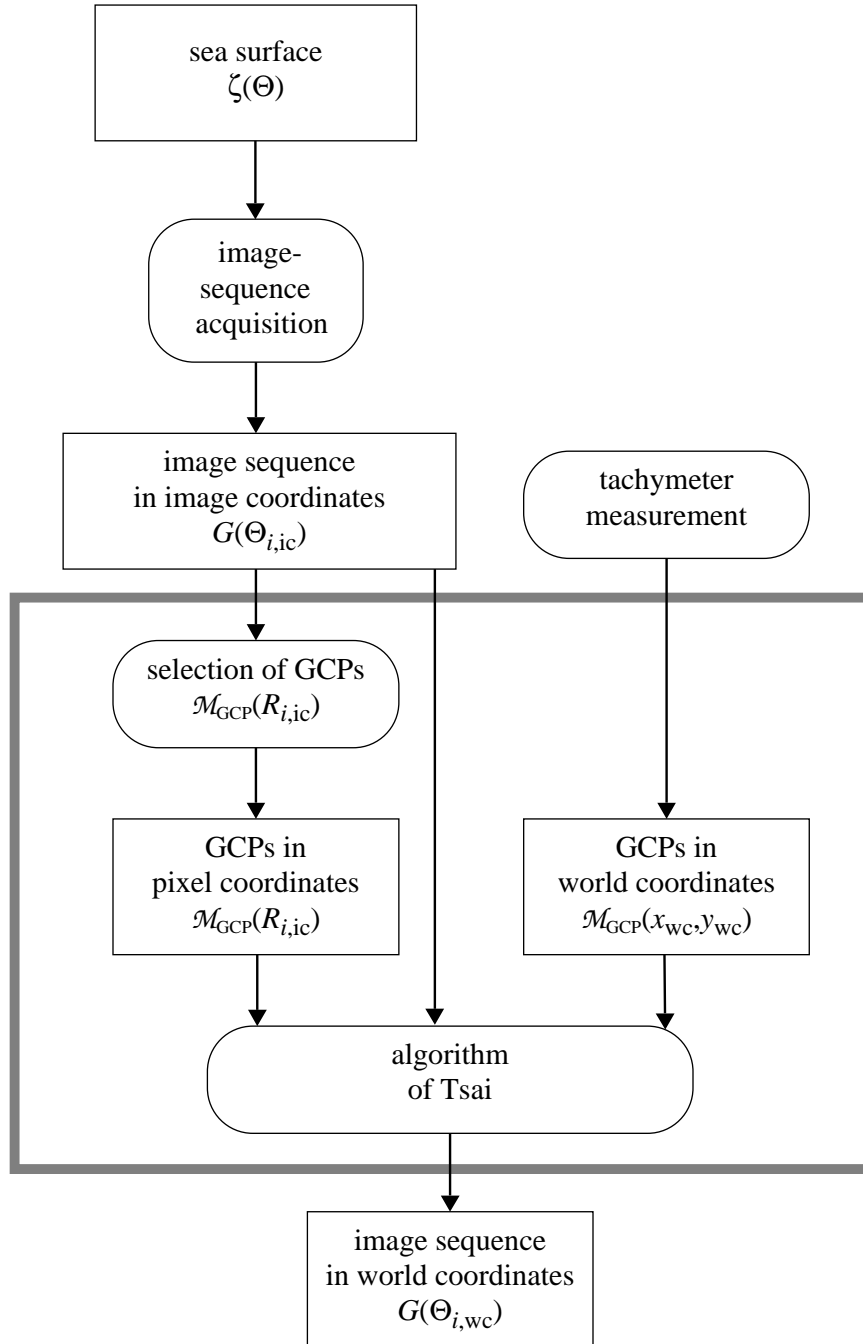 sea surface
ζ(Θ)
image-
sequence
acquisition
image sequence
in image coordinates
G(Θi,ic)
tachymeter
measurement
selection of GCPs
ℳGCP(Ri,ic)
GCPs in
pixel coordinates
ℳGCP(Ri,ic)
GCPs in
world coordinates
ℳGCP(xwc,ywc)
algorithm
of Tsai
image sequence
in world coordinates
G(Θi,wc)